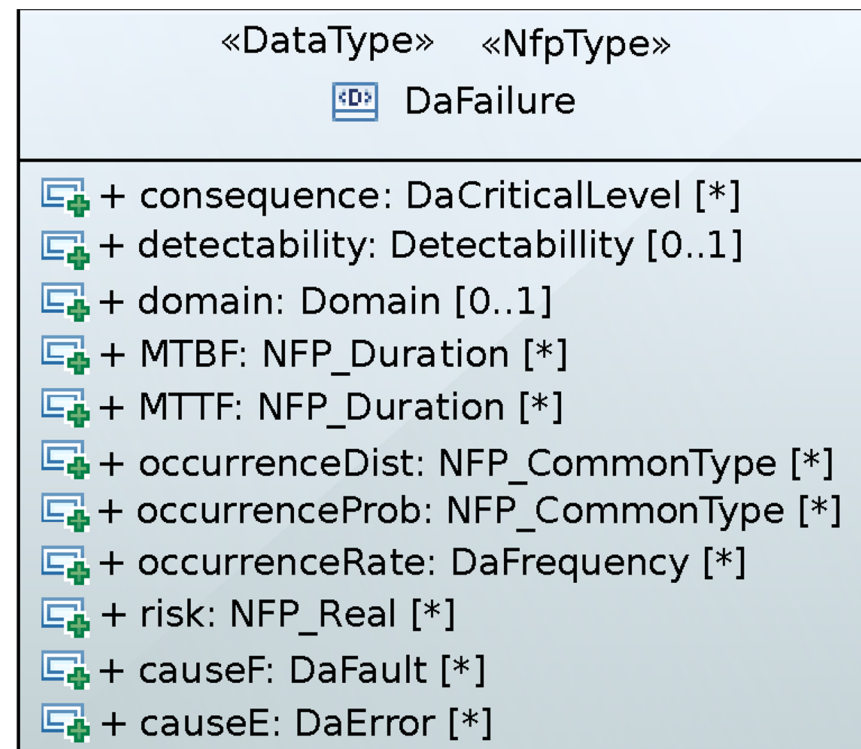 «DataType» «NfpType»
<D> DaFailure
+ consequence: DaCriticalLevel [*]
+ detectability: Detectabillity [0..1]
+ domain: Domain [0..1]
+ MTBF: NFP_Duration [*]
+ MTTF: NFP_Duration [*]
+ occurrenceDist: NFP_CommonType [*]
+ occurrenceProb: NFP_CommonType [*]
+ occurrenceRate: DaFrequency [*]
+ risk: NFP_Real [*]
+ causeF: DaFault [*]
+ causeE: DaError [*]